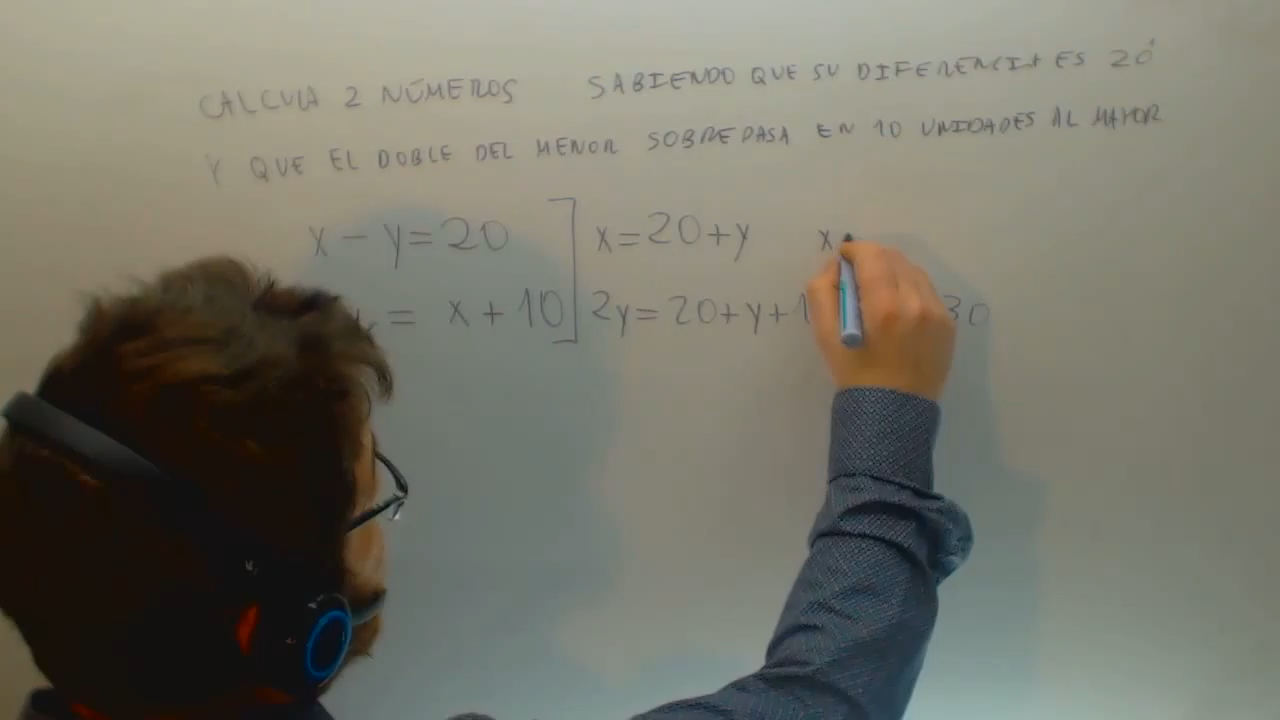 CALCULA 2 NÚMEROS SABIENDO QUE SU DIFERENCIA ES 20
Y QUE EL DOBLE DEL MENOR SOBREPASA EN 10 UNIDADES AL MAYOR
x - y = 20 x = 20 + y x
= x + 10 2y = 20 + y + 1 30